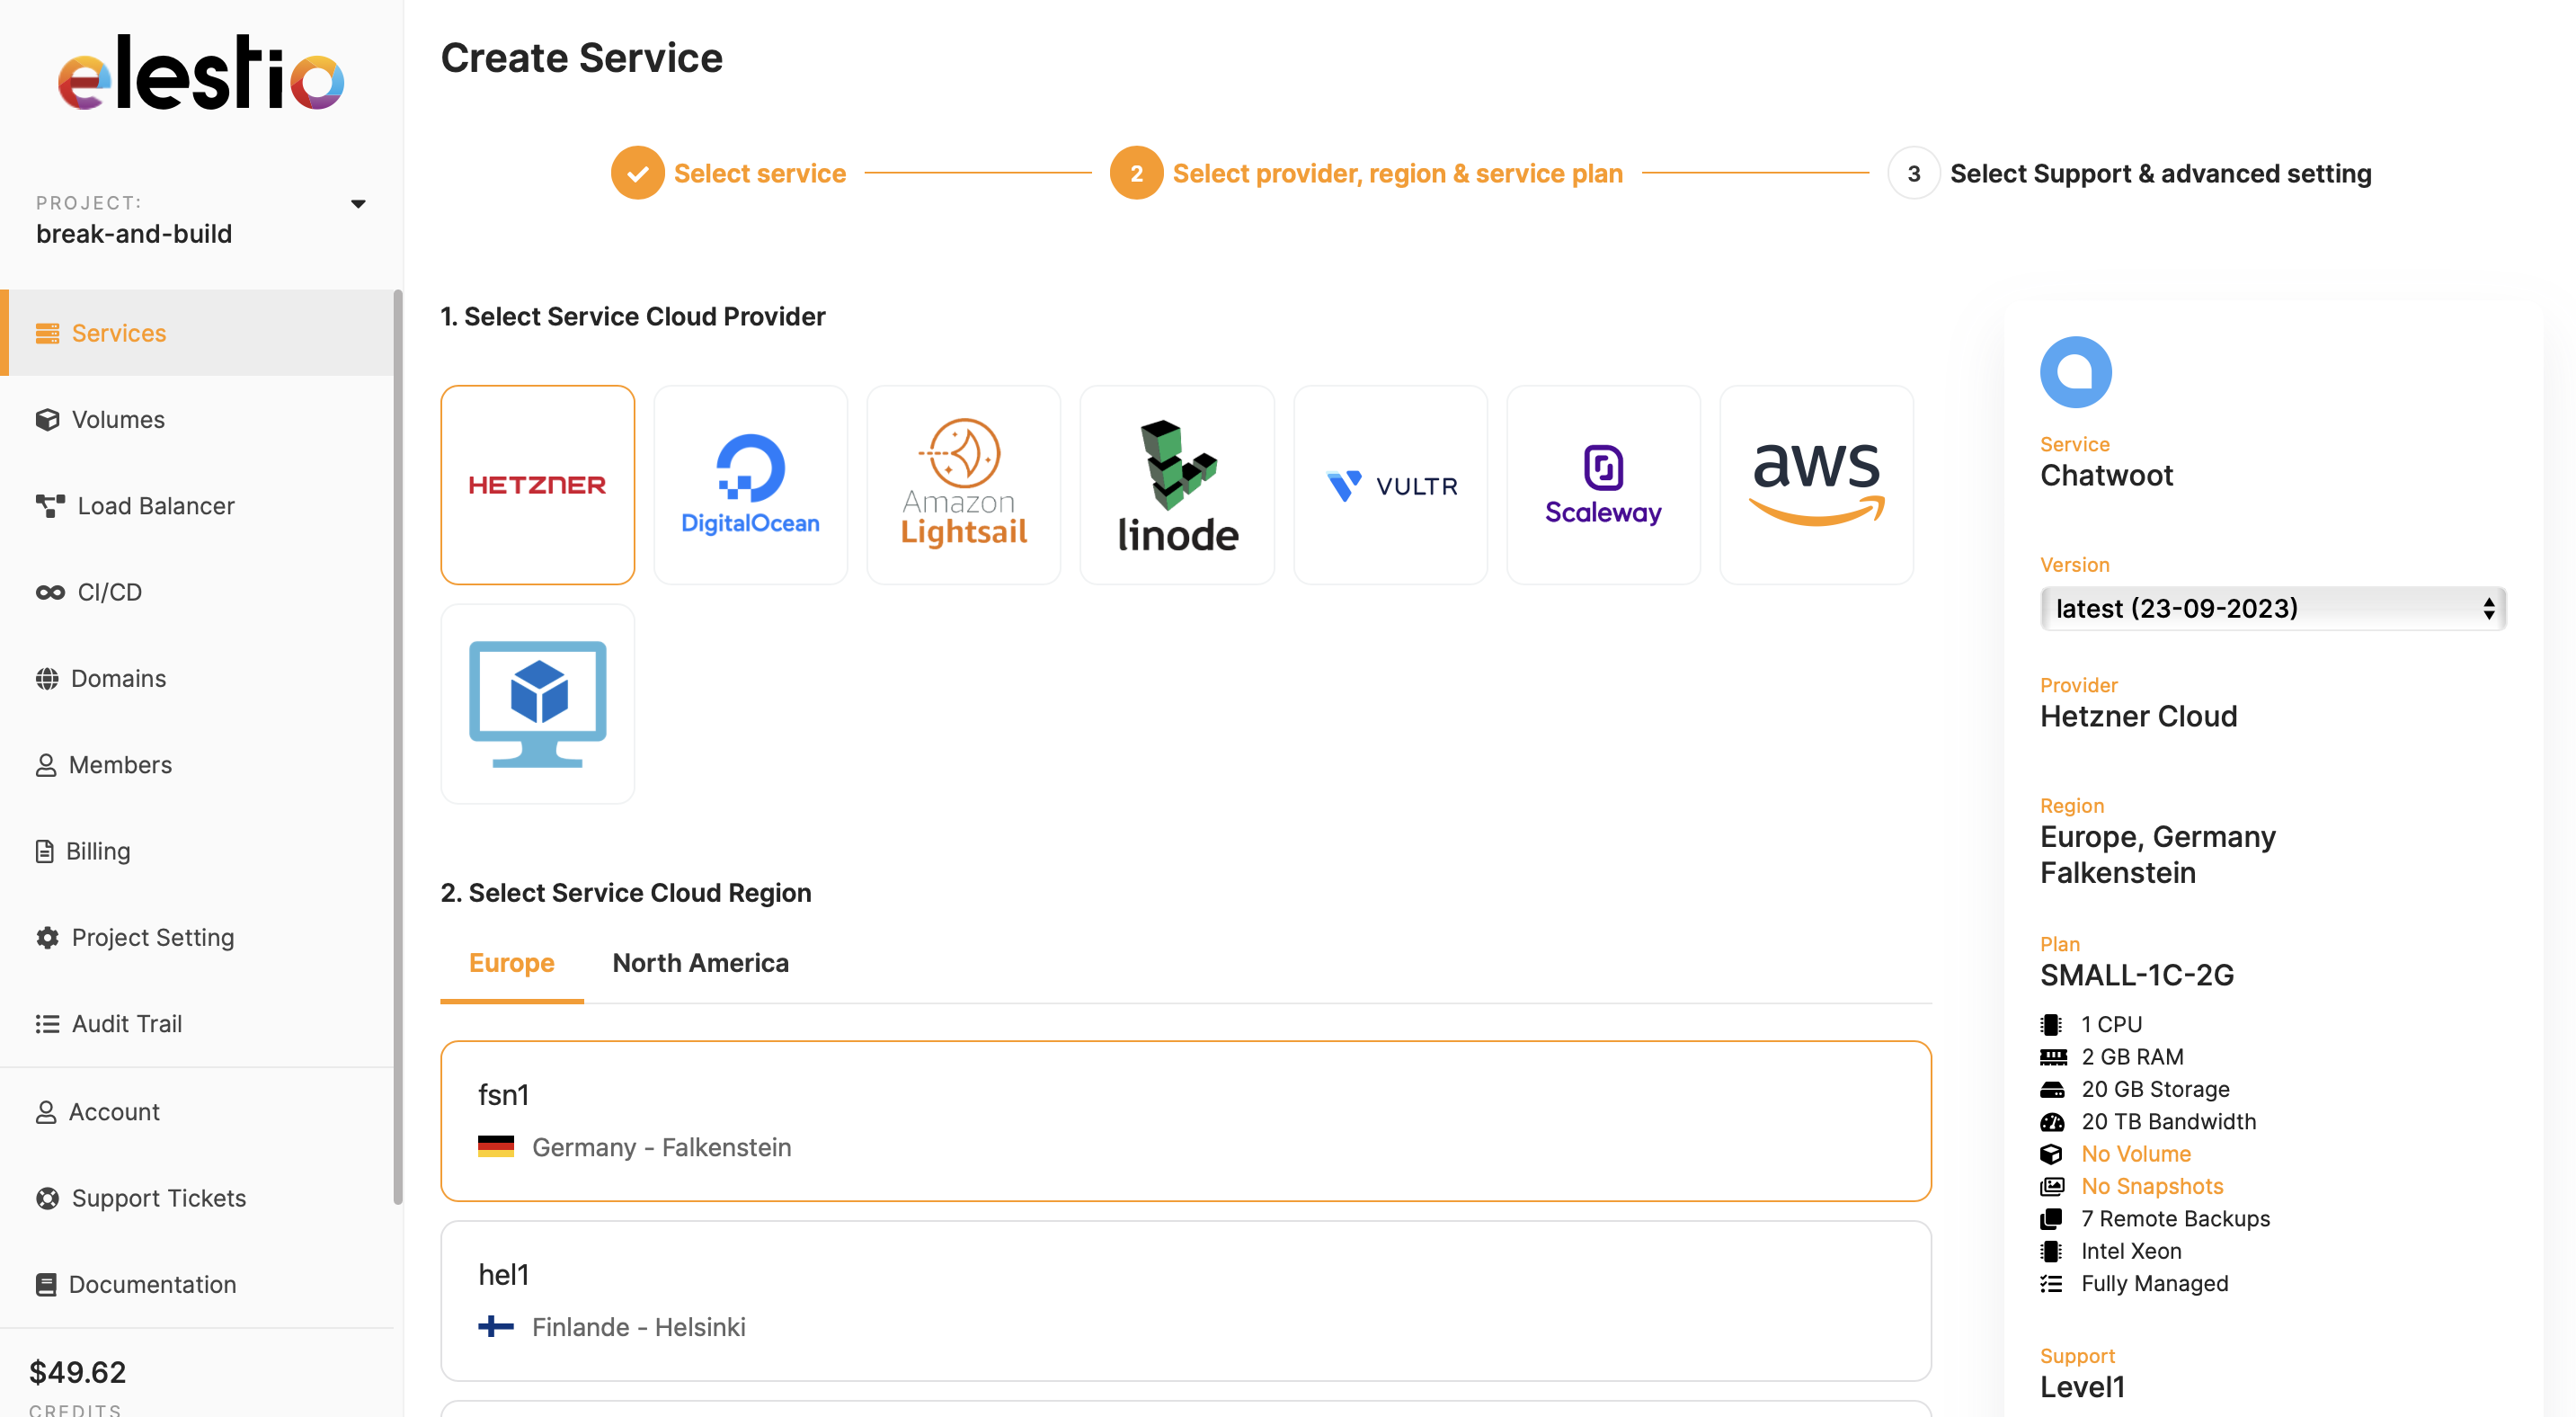 elestio
PROJECT:
break-and-build
Services
Volumes
Load Balancer
CI/CD
Domains
Members
Billing
Project Setting
Audit Trail
Account
Support Tickets
Documentation
$49.62
CREDITS
Create Service
Select service
2 Select provider, region & service plan
3 Select Support & advanced setting
1. Select Service Cloud Provider
HETZNER
DigitalOcean
Amazon
Lightsail
linode
VULTR
Scaleway
aws
2. Select Service Cloud Region
Europe
North America
fsn1
Germany - Falkenstein
hel1
Finlande - Helsinki
Service
Chatwoot
Version
latest (23-09-2023)
Provider
Hetzner Cloud
Region
Europe, Germany
Falkenstein
Plan
SMALL-1C-2G
1 CPU
2 GB RAM
20 GB Storage
20 TB Bandwidth
No Volume
No Snapshots
7 Remote Backups
Intel Xeon
Fully Managed
Support
Level1